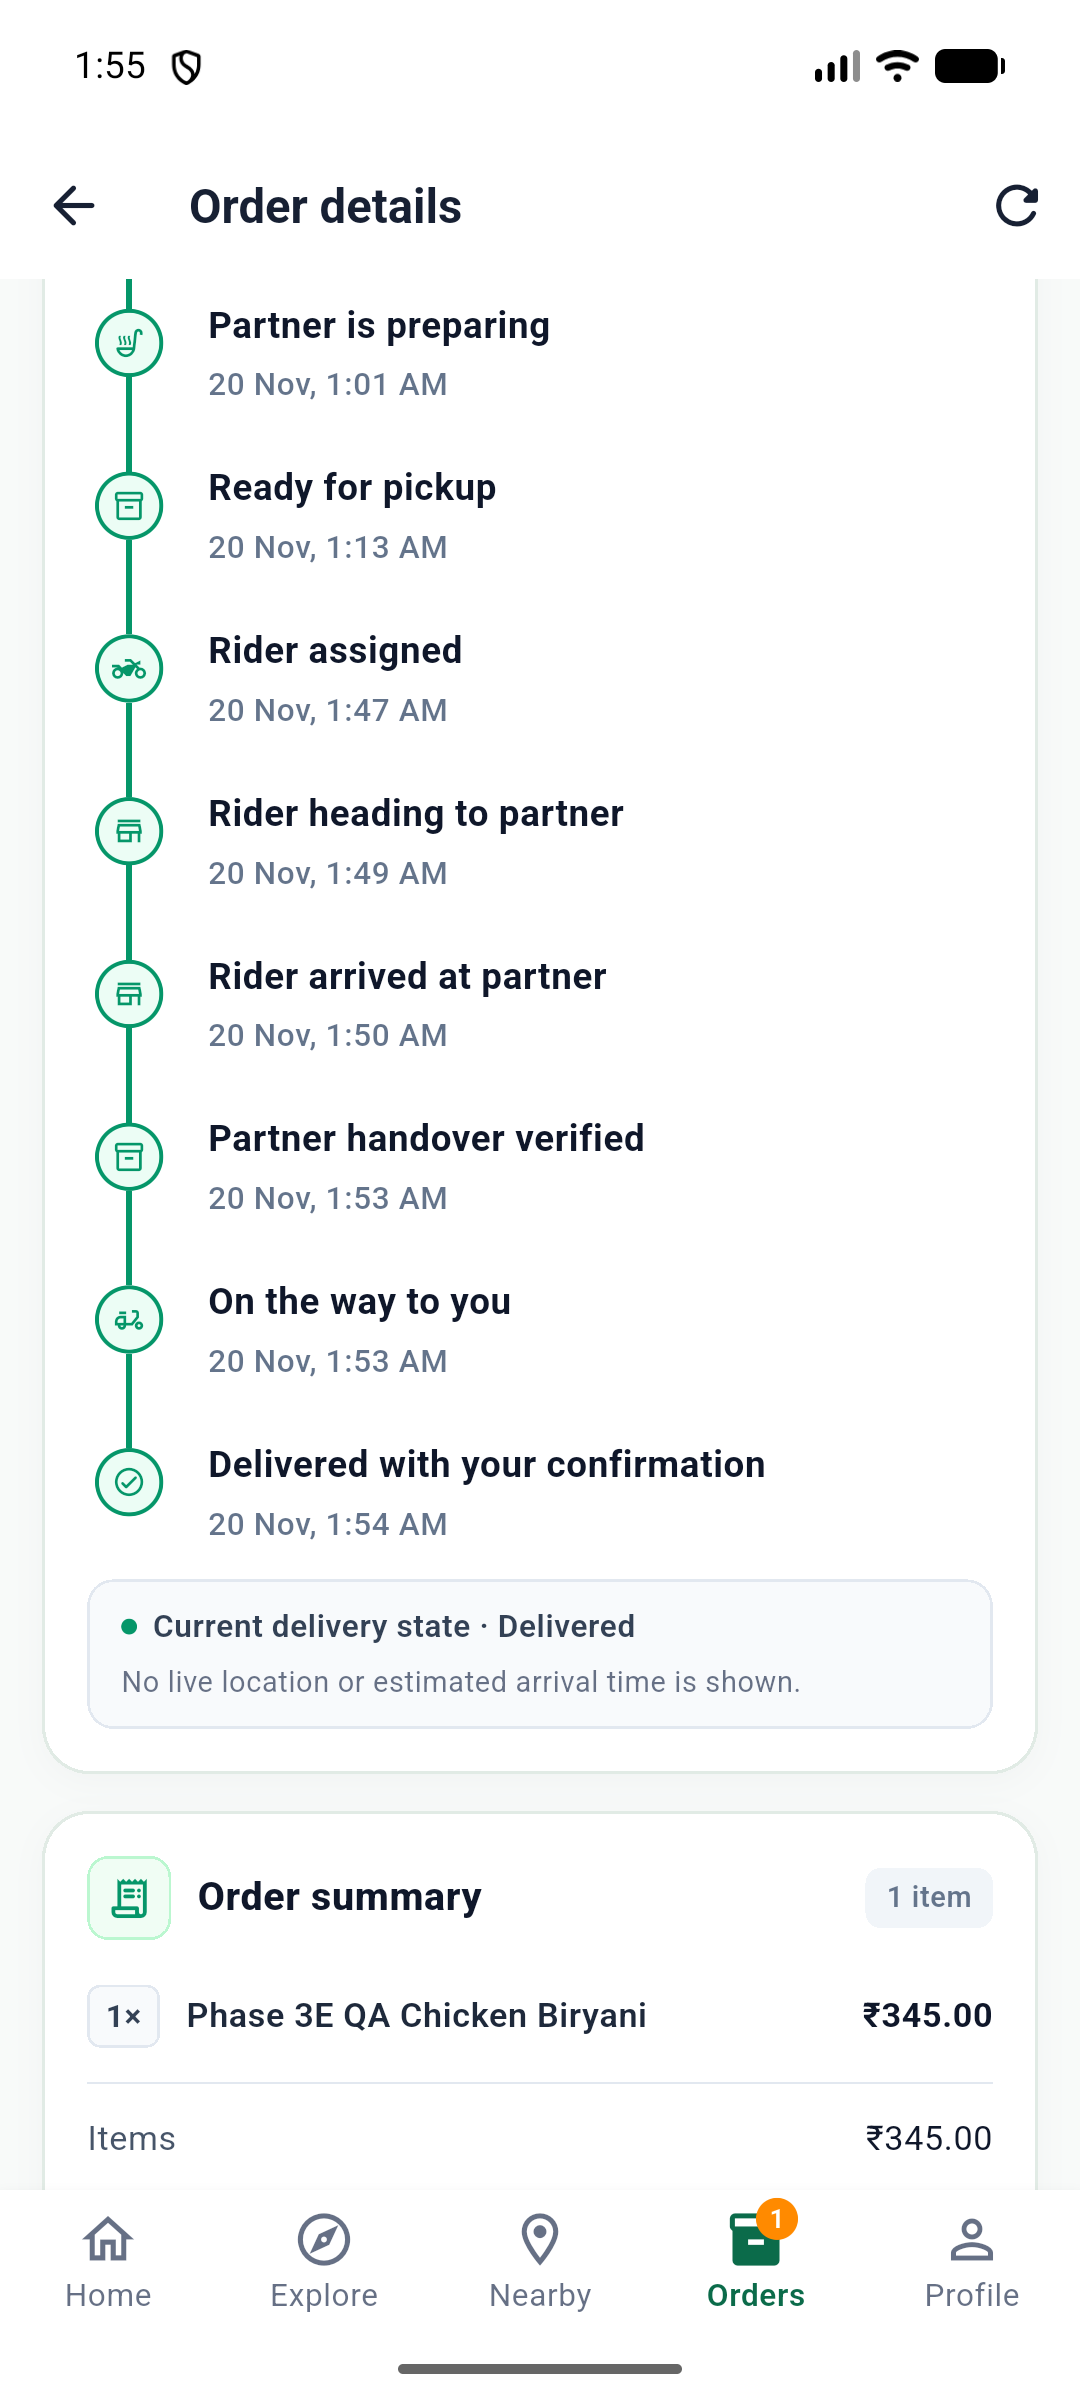 1:55
Order details
Partner is preparing
20 Nov, 1:01 AM
Ready for pickup
20 Nov, 1:13 AM
Rider assigned
20 Nov, 1:47 AM
Rider heading to partner
20 Nov, 1:49 AM
Rider arrived at partner
20 Nov, 1:50 AM
Partner handover verified
20 Nov, 1:53 AM
On the way to you
20 Nov, 1:53 AM
Delivered with your confirmation
20 Nov, 1:54 AM
Current delivery state · Delivered
No live location or estimated arrival time is shown.
Order summary 1 item
1× Phase 3E QA Chicken Biryani ₹345.00
Items ₹345.00
1
Home Explore Nearby Orders Profile